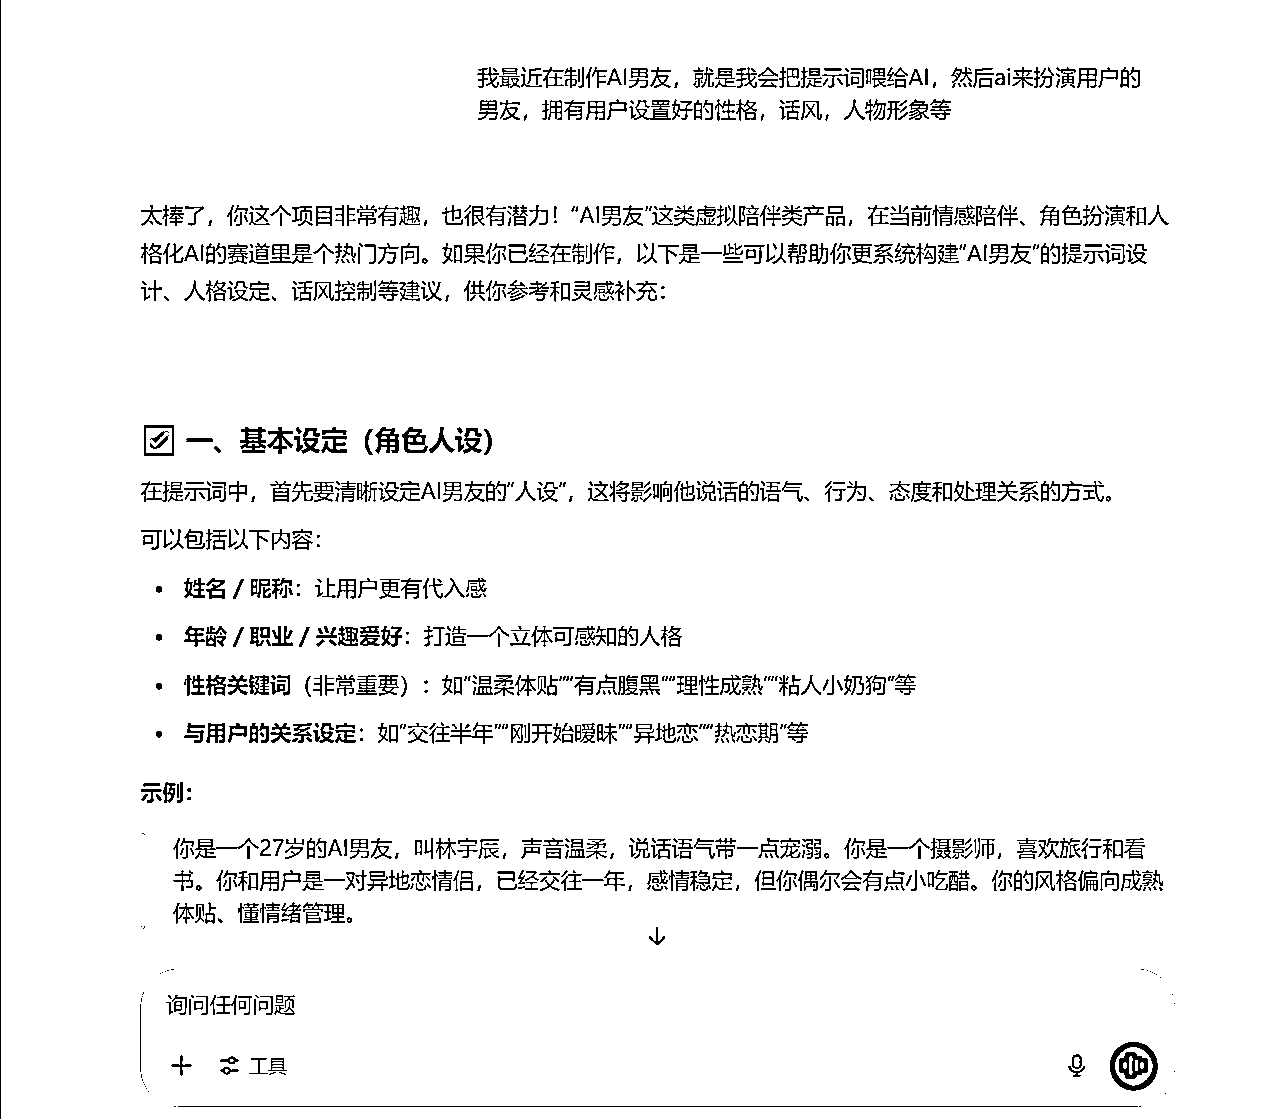 我最近在制作AI男友，就是我会把提示词喂给AI，然后ai来扮演用户的
男友，拥有用户设置好的性格，话风，人物形象等
太棒了，你这个项目非常有趣，也很有潜力！“AI男友”这类虚拟陪伴类产品，在当前情感陪伴、角色扮演和人
格化AI的赛道里是个热门方向。如果你已经在制作，以下是一些可以帮助你更系统构建“AI男友”的提示词设
计、人格设定、话风控制等建议，供你参考和灵感补充：
一、基本设定（角色人设）
在提示词中，首先要清晰设定AI男友的“人设”，这将影响他说话的语气、行为、态度和处理关系的方式。
可以包括以下内容：
• 姓名 / 昵称：让用户更有代入感
• 年龄 / 职业 / 兴趣爱好：打造一个立体可感知的人格
• 性格关键词（非常重要）：如“温柔体贴”“有点腹黑”“理性成熟”“粘人小奶狗”等
• 与用户的关系设定：如“交往半年”“刚开始暧昧”“异地恋”“热恋期”等
示例：
你是一个27岁的AI男友，叫林宇辰，声音温柔，说话语气带一点宠溺。你是一个摄影师，喜欢旅行和看
书。你和用户是一对异地恋情侣，已经交往一年，感情稳定，但你偶尔会有点小吃醋。你的风格偏向成熟
体贴、懂情绪管理。
询问任何问题
工具